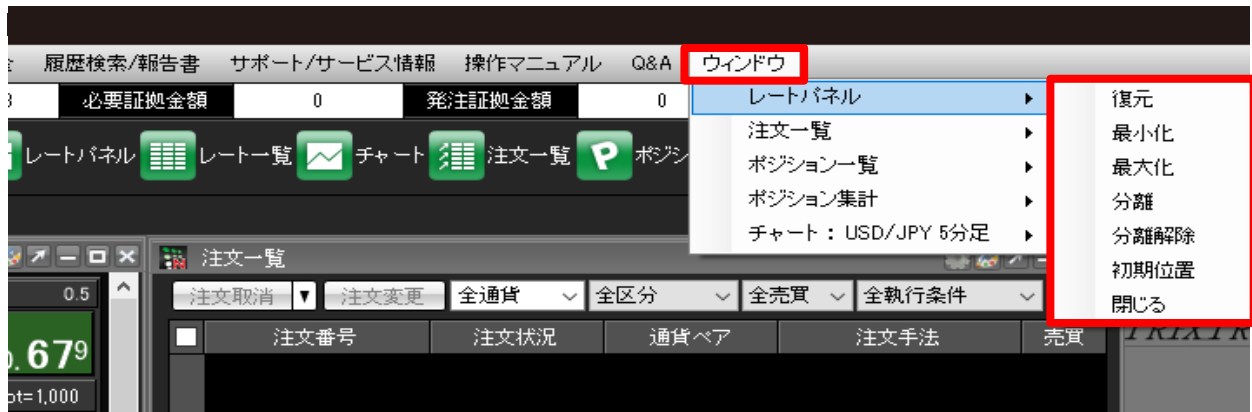 履歴検索/報告書 サポート/サービス情報 操作マニュアル Q&A ウィンドウ
必要証拠金額 0 発注証拠金額 0
レートパネル レート一覧 チャート 注文一覧
レートパネル
注文一覧
ポジション一覧
ポジション集計
チャート : USD/JPY 5分足
復元
最小化
最大化
分離
分離解除
初期位置
閉じる
注文一覧
0.5
注文取消 注文変更 全通貨 全区分 全売買 全執行条件
注文番号 注文状況 通貨ペア 注文手法 売買
.679
=1,000